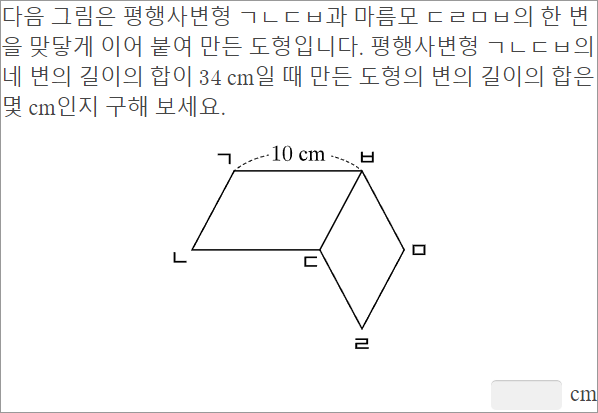 다음 그림은 평행사변형 ㄱㄴㄷㅂ과 마름모 ㄷㄹㅁㅂ의 한 변
을 맞닿게 이어 붙여 만든 도형입니다. 평행사변형 ㄱㄴㄷㅂ의
네 변의 길이의 합이 34 cm일 때 만든 도형의 변의 길이의 합은
몇 cm인지 구해 보세요.
ㄱ 10 cm ㅂ
ㄴ ㄷ ㅁ
ㄹ
cm